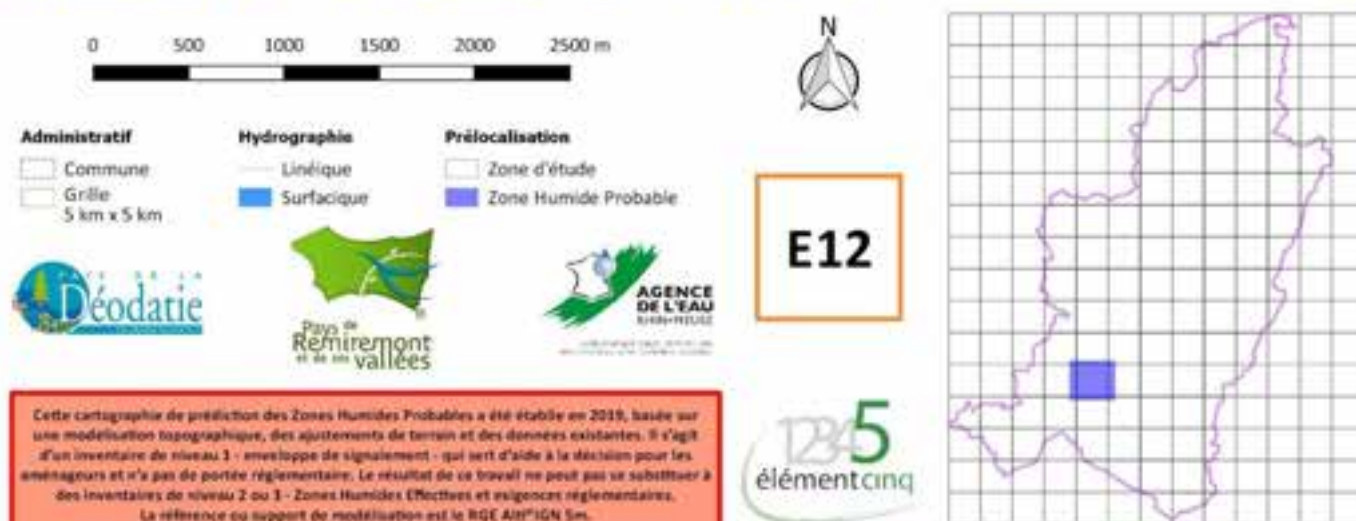 0 500 1000 1500 2000 2500 m
N
Administratif
Commune
Grille
5 km x 5 km
Hydrographie
Linéique
Surfacique
Prélocalisation
Zone d'étude
Zone Humide Probable
E12
PAYS DE LA
Déodatie
Pays de
Remiremont
et de ses vallées
AGENCE
DE L'EAU
RHIN-MEUSE
Cette cartographie de prédiction des Zones Humides Probables a été établie en 2019, basée sur
une modélisation topographique, des ajustements de terrain et des données existantes. Il s'agit
d'un inventaire de niveau 1 - enveloppe de signalement - qui sert d'aide à la décision pour les
aménageurs et n'a pas de portée réglementaire. Le résultat de ce travail ne peut pas se substituer à
des inventaires de niveau 2 ou 3 - Zones Humides Effectives et exigences réglementaires.
La référence ou support de modélisation est le RGE Alti®IGN 5m.
12345
élémentcinq